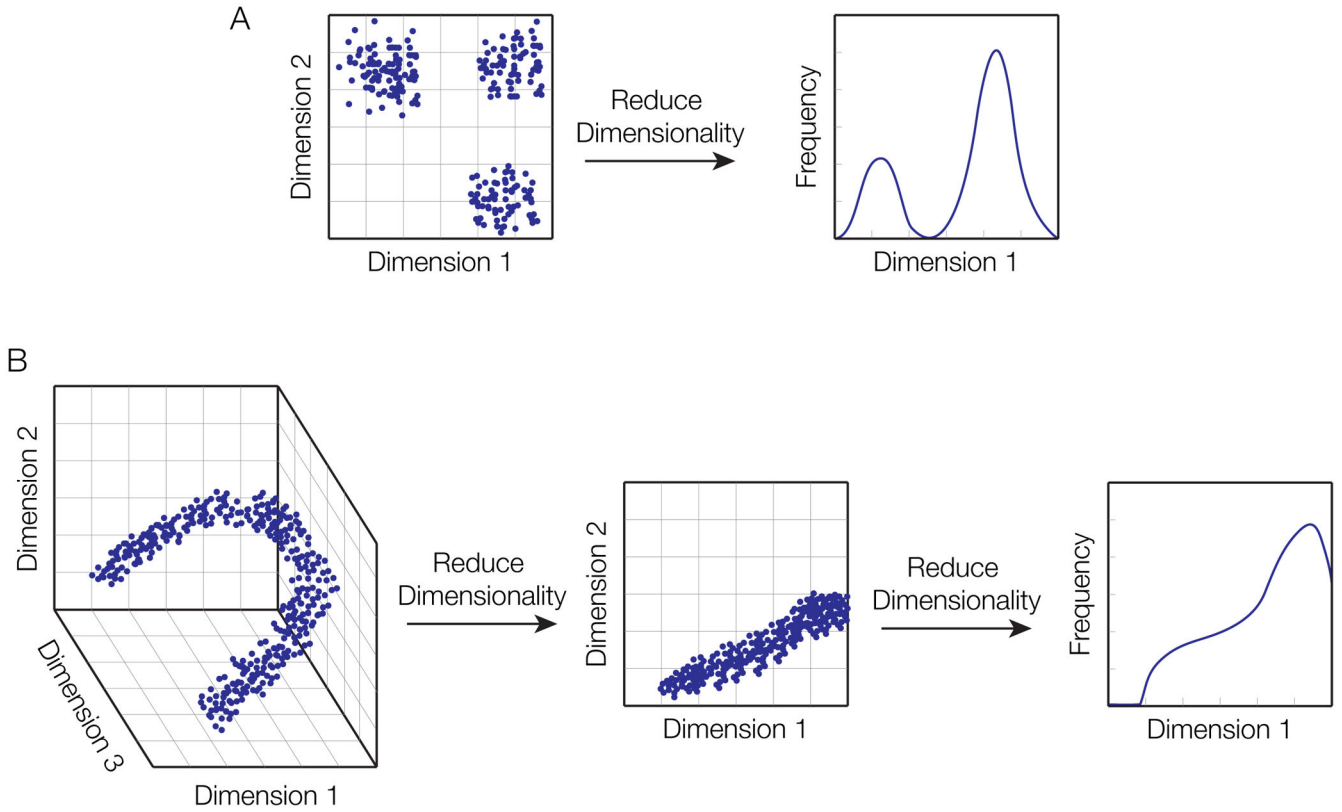 A
Dimension 2
Dimension 1
Reduce
Dimensionality
Frequency
Dimension 1
B
Dimension 2
Dimension 3
Dimension 1
Reduce
Dimensionality
Dimension 2
Dimension 1
Reduce
Dimensionality
Frequency
Dimension 1